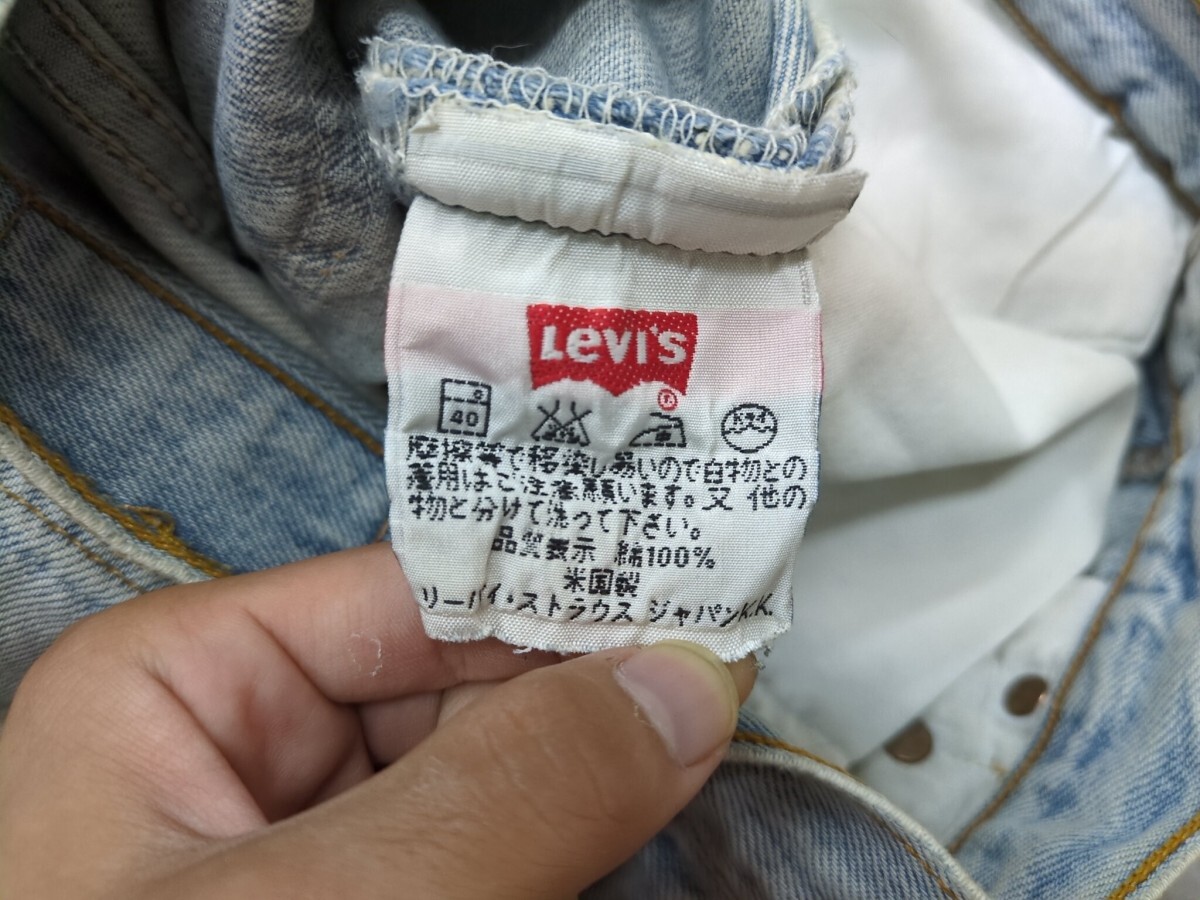 Levi's
R
40
摩擦等で移染し易いので白物との
着用はご注意願います。又他の
物と分けて洗って下さい。
品質表示 綿100%
米国製
リーバイ・ストラウス ジャパンK.K.